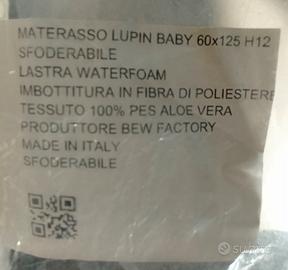 MATERASSO LUPIN BABY 60x125 H12
SFODERABILE
LASTRA WATERFOAM
IMBOTTITURA IN FIBRA DI POLIESTERE
TESSUTO 100% PES ALOE VERA
PRODUTTORE BEW FACTORY
MADE IN ITALY
SFODERABILE
subito